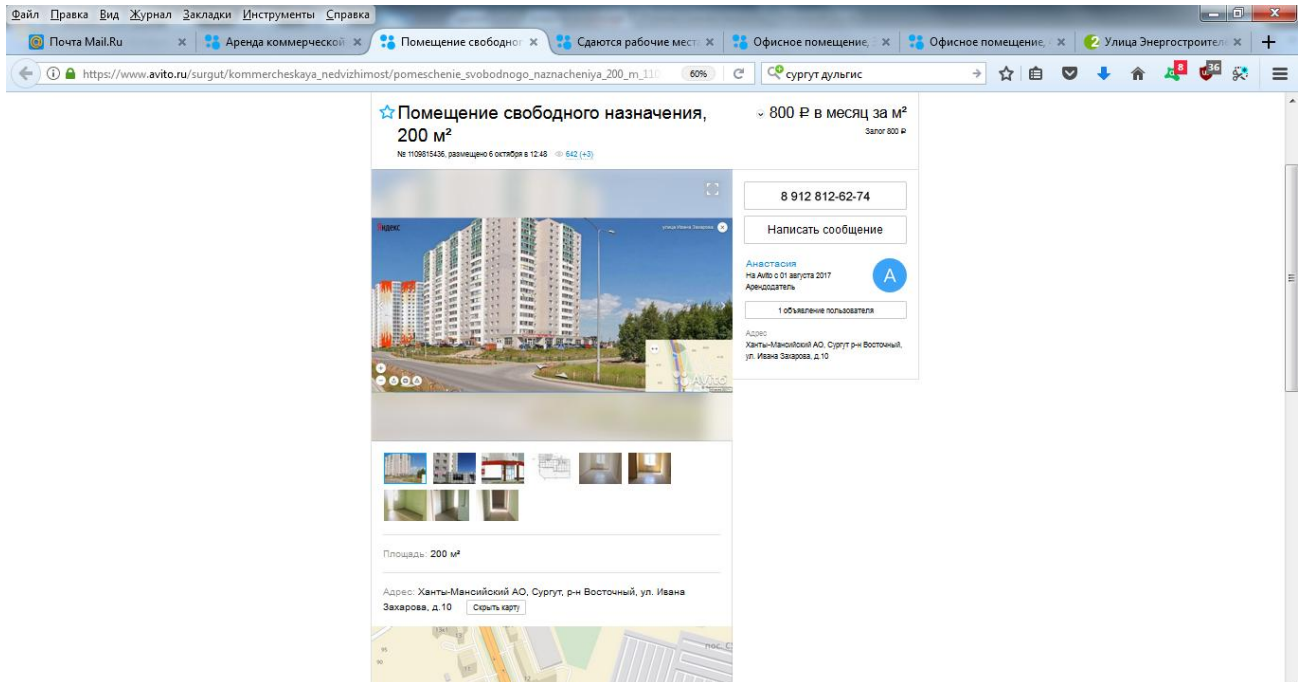 Файл Правка Вид Журнал Закладки Инструменты Справка
Почта Mail.Ru
Аренда коммерческой
Помещение свободног
Сдаются рабочие мест
Офисное помещение,
Офисное помещение,
Улица Энергостроител
https://www.avito.ru/surgut/kommercheskaya_nedvizhimost/pomeschenie_svobodnogo_naznacheniya_200_m_110
60%
сургут дульгис
8
36
Помещение свободного назначения,
200 м²
№ 1109815436, размещено 6 октября в 12:48 642 (+3)
800 ₽ в месяц за м²
Залог 800 ₽
Яндекс
улица Ивана Захарова
Avito
8 912 812-62-74
Написать сообщение
Анастасия
На Avito с 01 августа 2017
Арендодатель
А
1 объявление пользователя
Адрес
Ханты-Мансийский АО, Сургут р-н Восточный,
ул. Ивана Захарова, д.10
Площадь: 200 м²
Адрес: Ханты-Мансийский АО, Сургут, р-н Восточный, ул. Ивана
Захарова, д.10 Скрыть карту